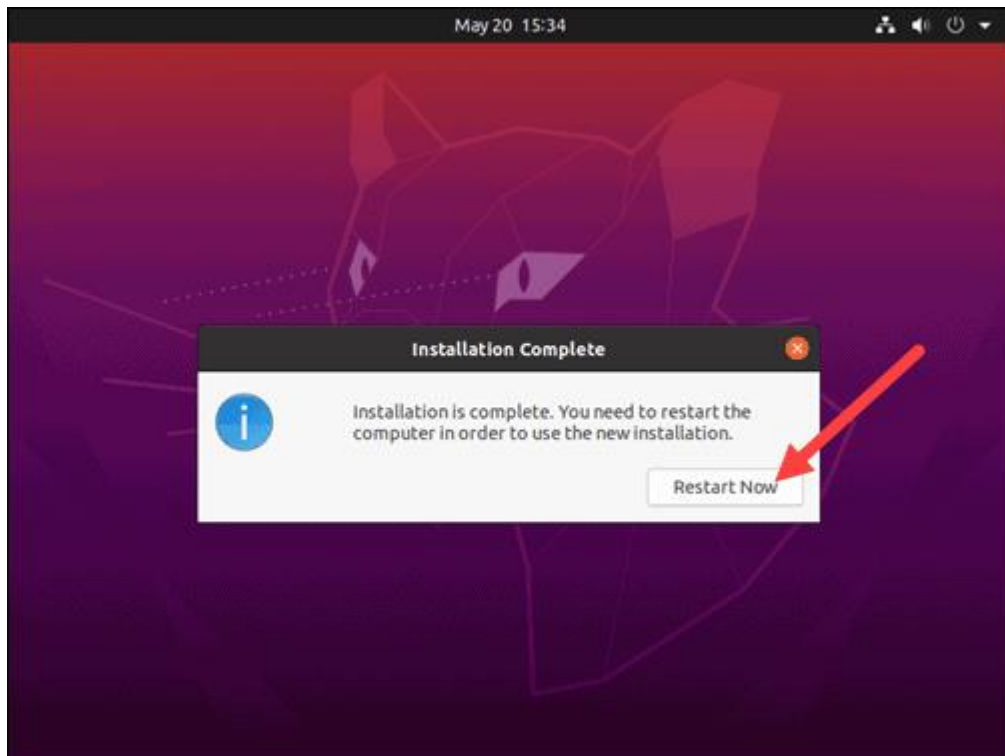 May 20 15:34
Installation Complete
Installation is complete. You need to restart the
computer in order to use the new installation.
Restart Now